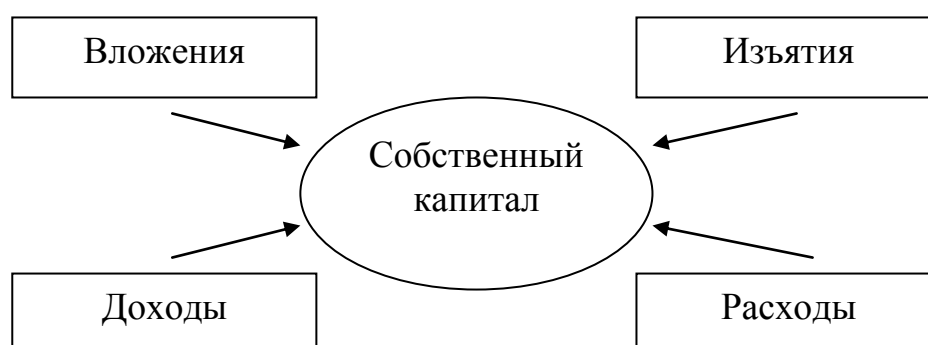 Вложения
Изъятия
Собственный
капитал
Доходы
Расходы